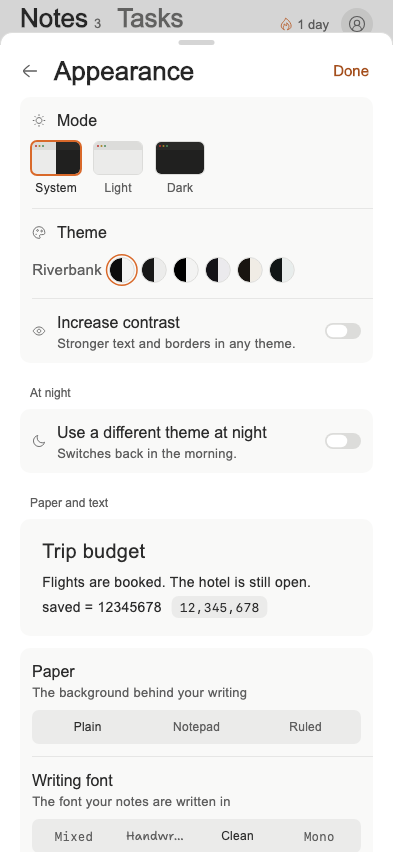 Notes 3 Tasks
1 day
Appearance
Done
Mode
System
Light
Dark
Theme
Riverbank
Increase contrast
Stronger text and borders in any theme.
At night
Use a different theme at night
Switches back in the morning.
Paper and text
Trip budget
Flights are booked. The hotel is still open.
saved = 12345678 12,345,678
Paper
The background behind your writing
Plain
Notepad
Ruled
Writing font
The font your notes are written in
Mixed
Handwr...
Clean
Mono